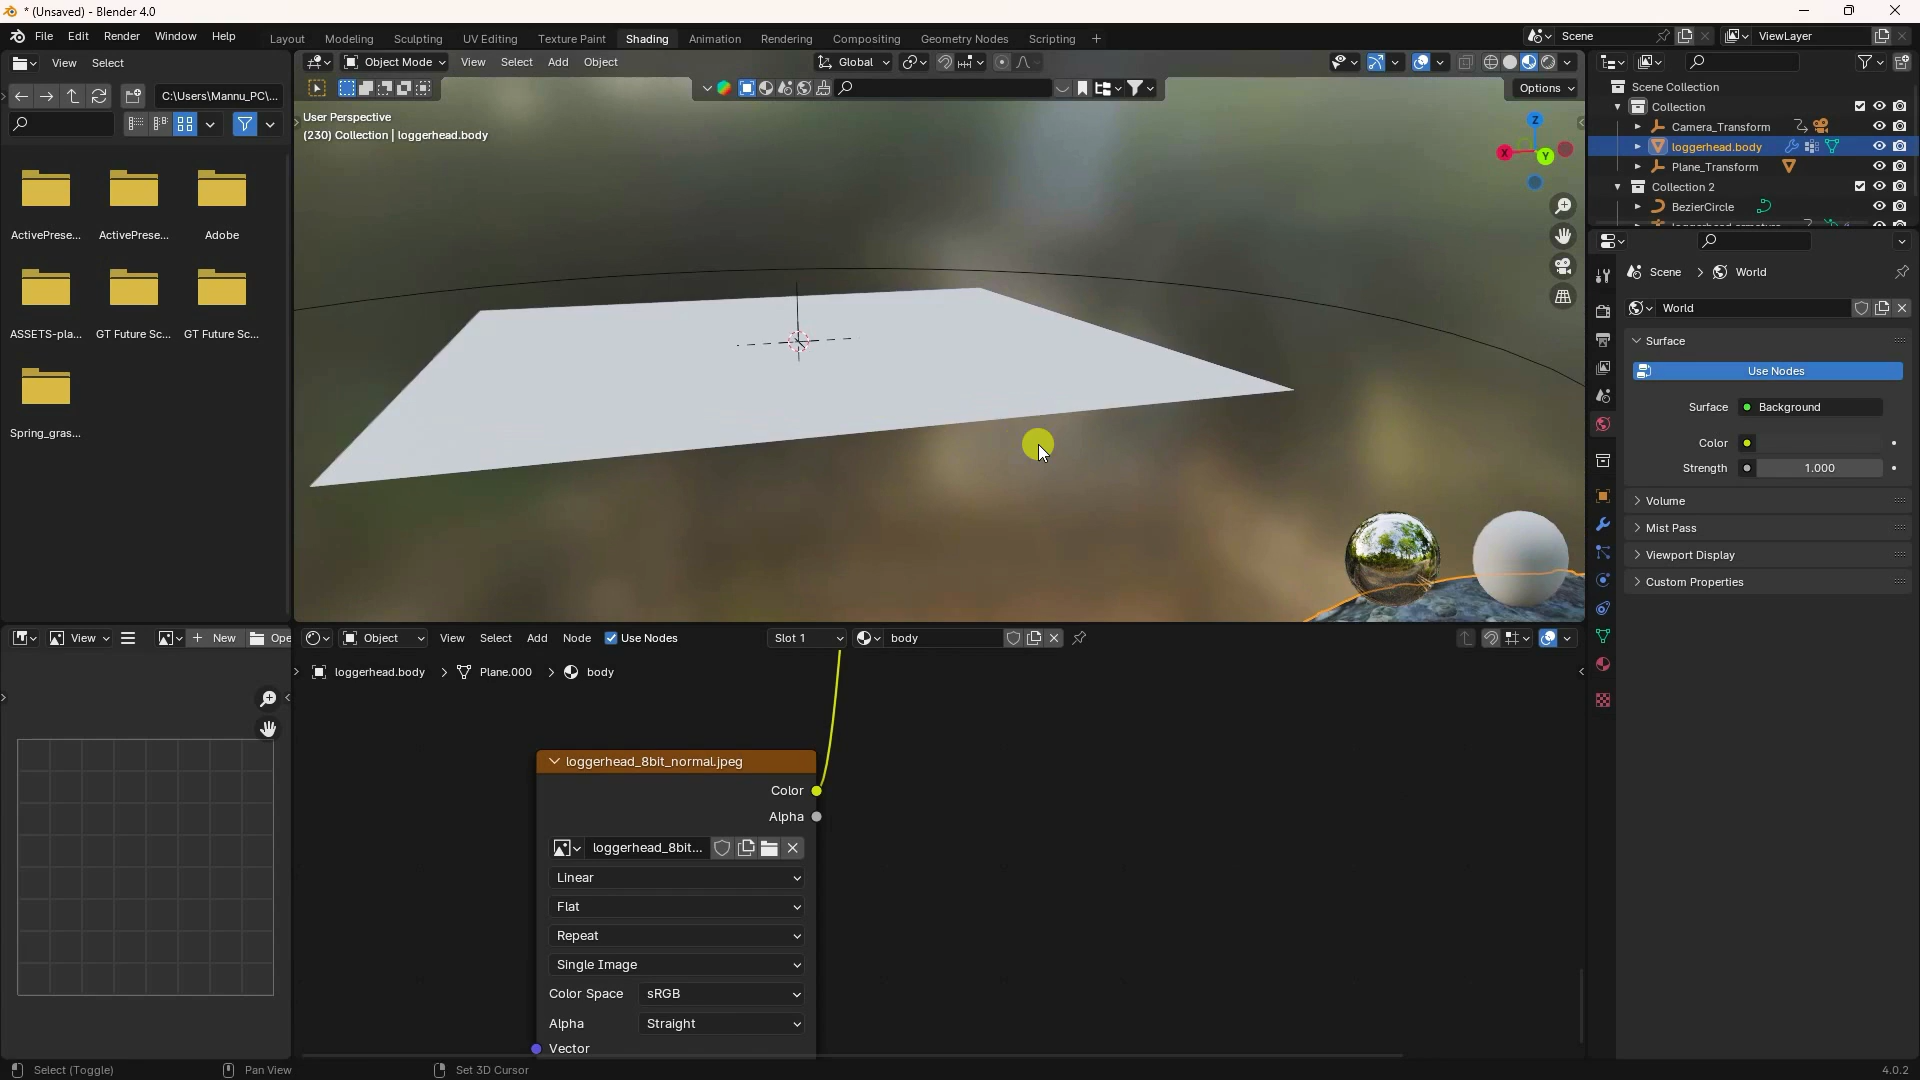 * (Unsaved) - Blender 4.0
File Edit Render Window Help
Layout Modeling Sculpting UV Editing Texture Paint Shading Animation Rendering Compositing Geometry Nodes Scripting +
Scene
ViewLayer
View Select
Object Mode View Select Add Object
Global
C:\Users\Mannu_PC\...
Options
User Perspective
(230) Collection | loggerhead.body
Z
X
Y
ActivePrese...
ActivePrese...
Adobe
ASSETS-pla...
GT Future Sc...
GT Future Sc...
Spring_gras...
Scene Collection
Collection
Camera_Transform
loggerhead.body
Plane_Transform
Collection 2
BezierCircle
Scene > World
World
Surface
Use Nodes
Surface Background
Color
Strength 1.000
Volume
Mist Pass
Viewport Display
Custom Properties
View
+ New
Ope
Object View Select Add Node Use Nodes
Slot 1
body
loggerhead.body > Plane.000 > body
loggerhead_8bit_normal.jpeg
Color
Alpha
loggerhead_8bit...
Linear
Flat
Repeat
Single Image
Color Space sRGB
Alpha Straight
Vector
Select (Toggle)
Pan View
Set 3D Cursor
4.0.2